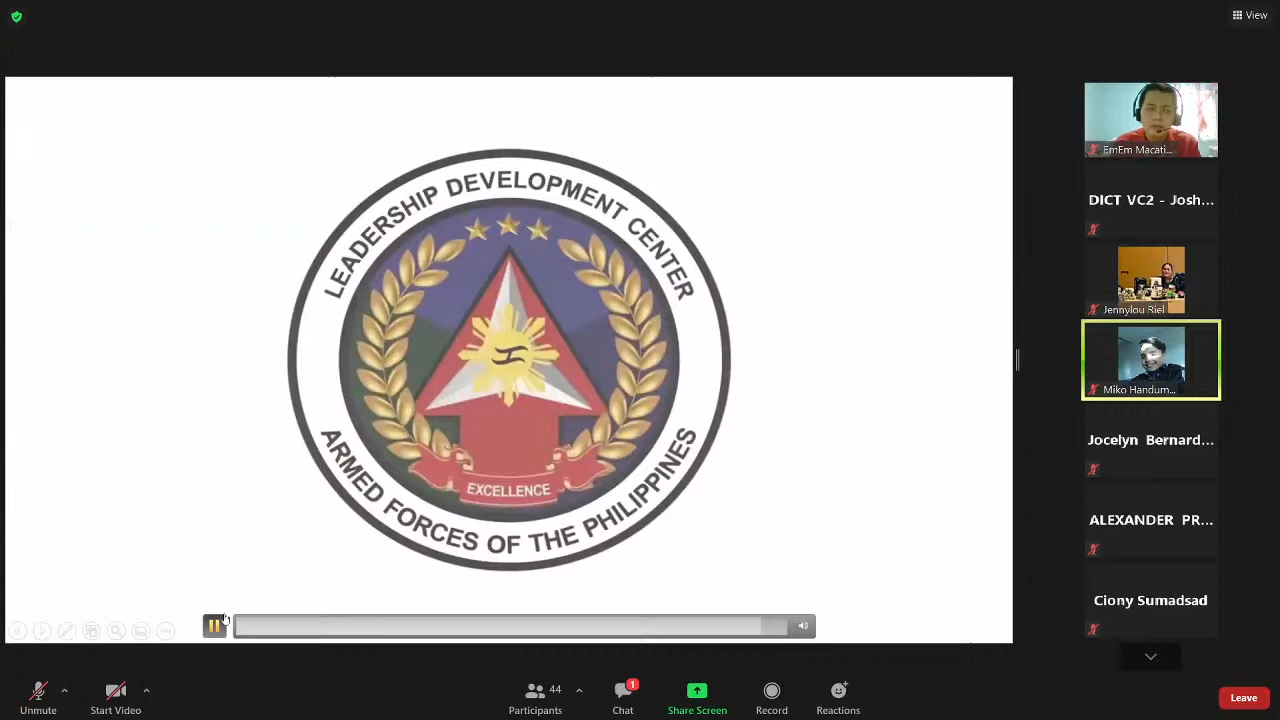 View
LEADERSHIP DEVELOPMENT CENTER
EXCELLENCE
ARMED FORCES OF THE PHILIPPINES
EmEm Macati...
DICT VC2 - Josh...
Jennylou Riel
Miko Handum...
Jocelyn Bernard...
ALEXANDER PR...
Ciony Sumadsad
Unmute
Start Video
44
Participants
1
Chat
Share Screen
Record
Reactions
Leave